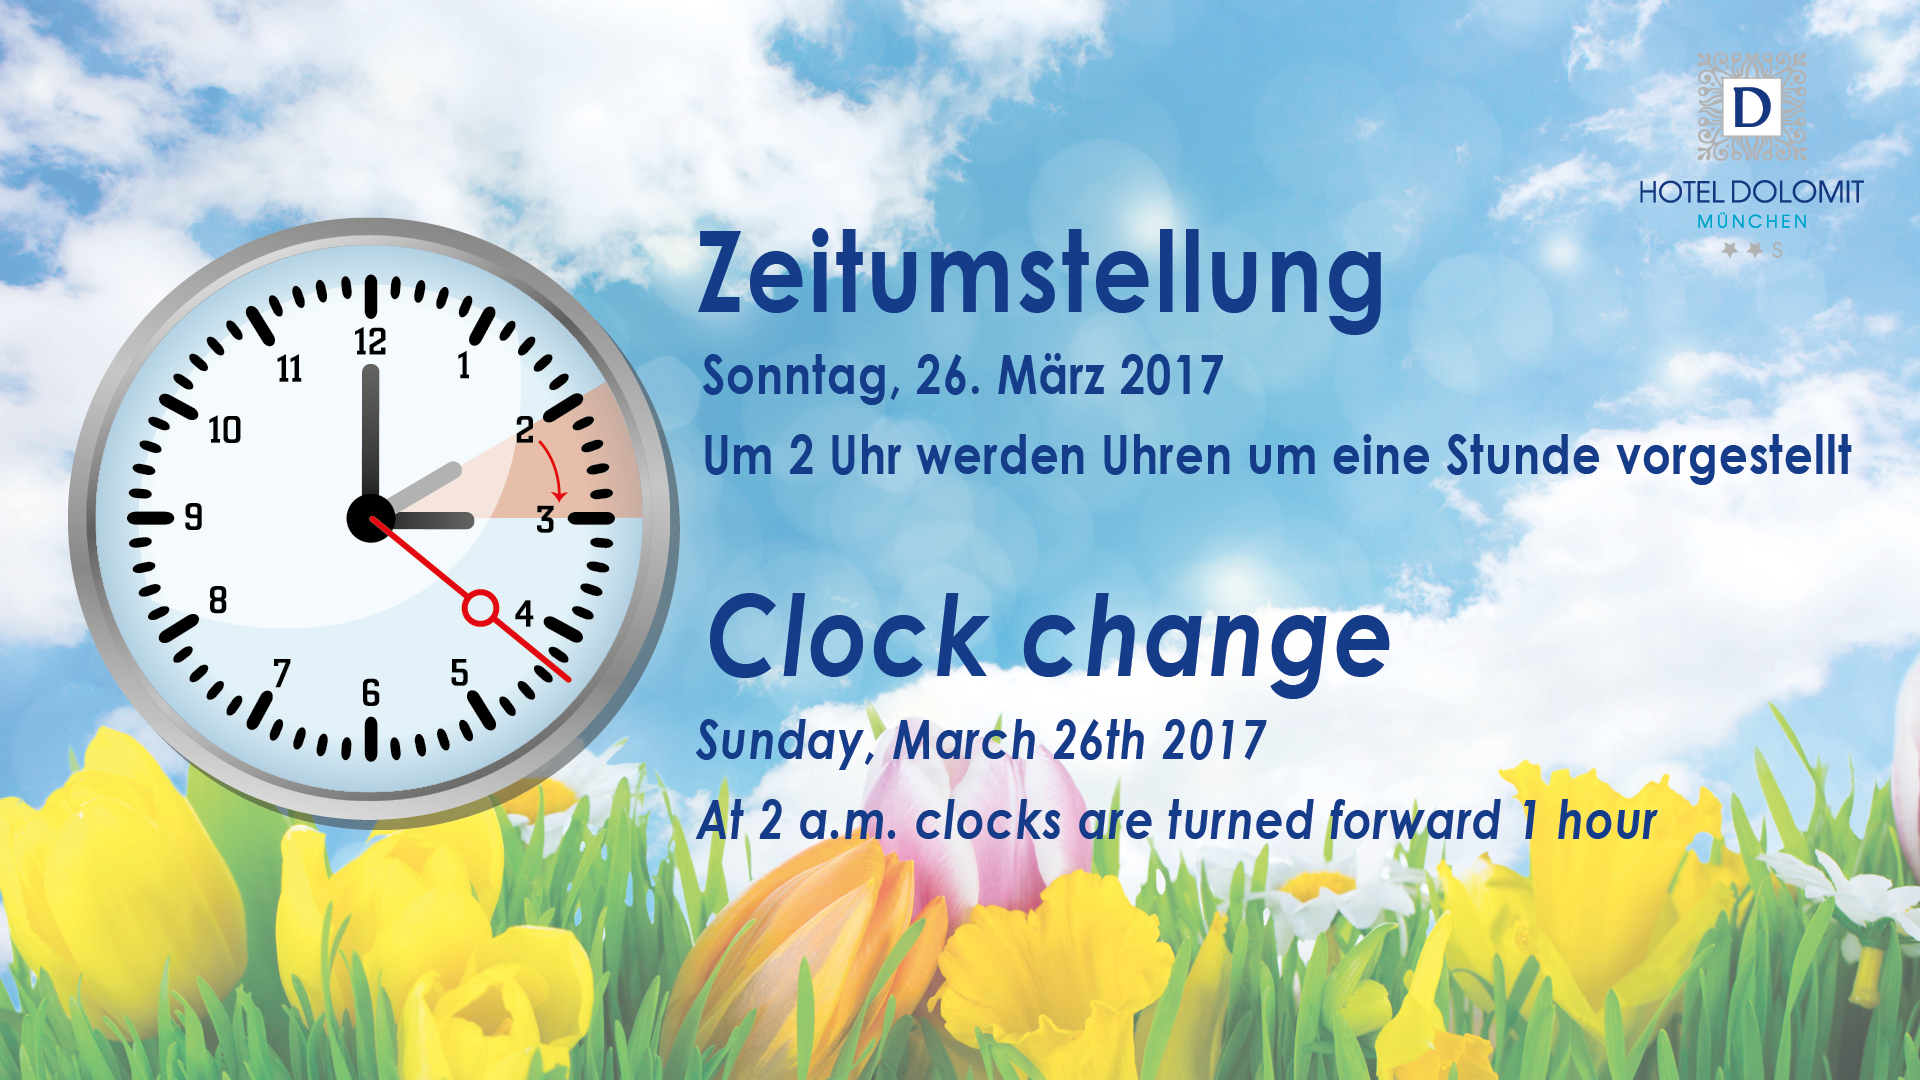 D
HOTEL DOLOMIT
MÜNCHEN
S
Zeitumstellung
Sonntag, 26. März 2017
Um 2 Uhr werden Uhren um eine Stunde vorgestellt
Clock change
Sunday, March 26th 2017
At 2 a.m. clocks are turned forward 1 hour
12
1
2
3
4
5
6
7
8
9
10
11